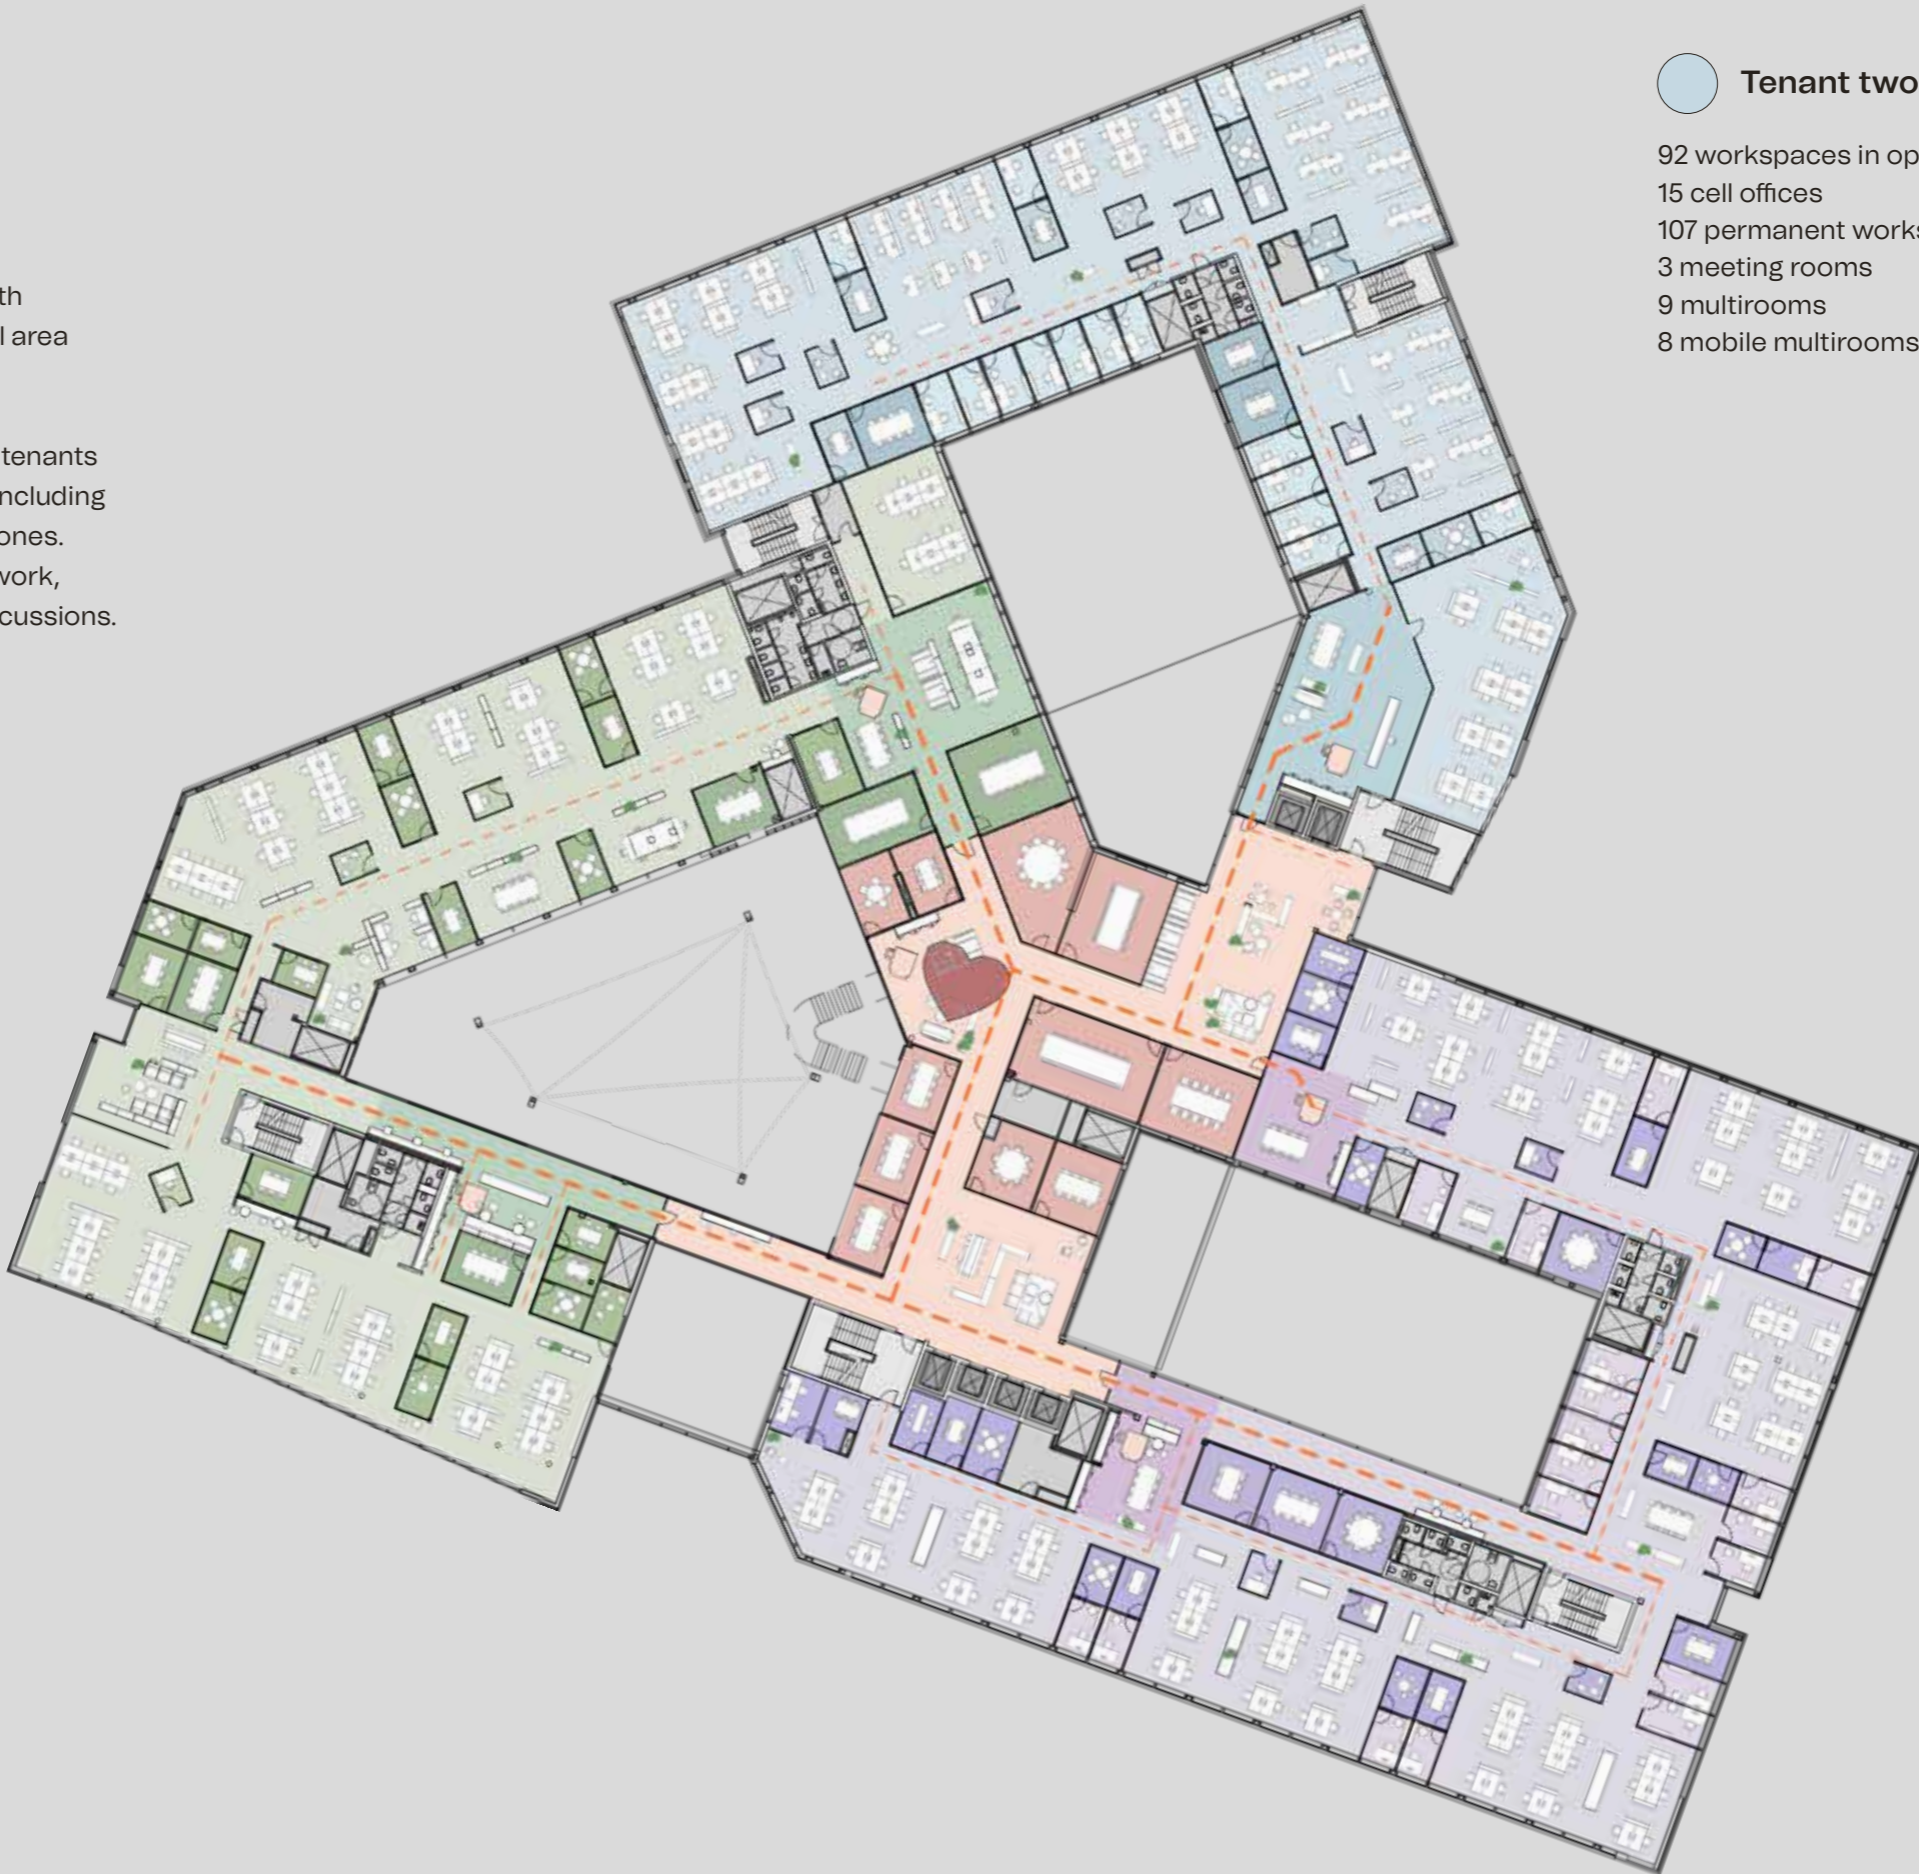 th
l area
tenants
ncluding
ones.
work,
cussions.
Tenant two
92 workspaces in op
15 cell offices
107 permanent works
3 meeting rooms
9 multirooms
8 mobile multirooms